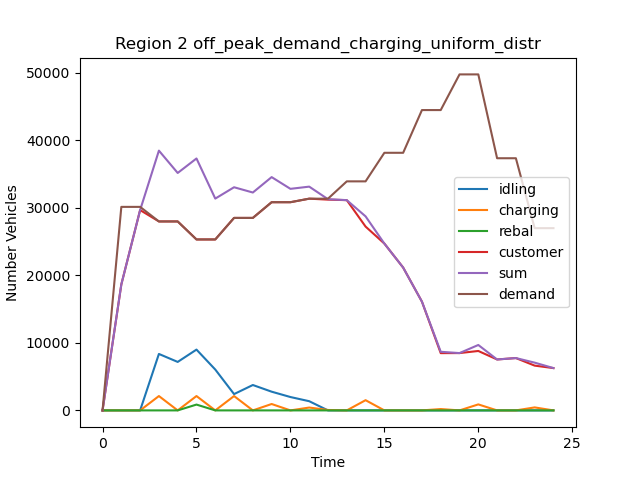 Region 2 off_peak_demand_charging_uniform_distr
50000
40000
30000
20000
10000
0
Number Vehicles
idling
charging
rebal
customer
sum
demand
0 5 10 15 20 25
Time